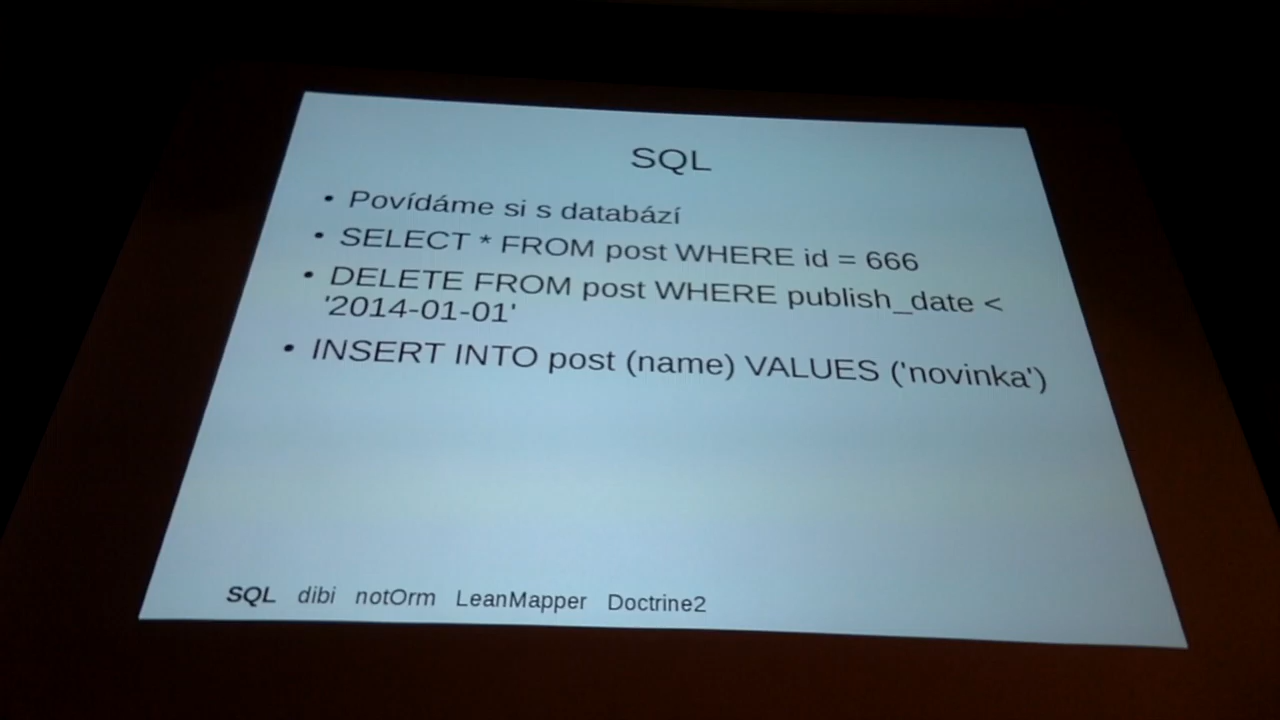 SQL
• Povídáme si s databází
• SELECT * FROM post WHERE id = 666
• DELETE FROM post WHERE publish_date <
'2014-01-01'
• INSERT INTO post (name) VALUES ('novinka')
SQL dibi notOrm LeanMapper Doctrine2